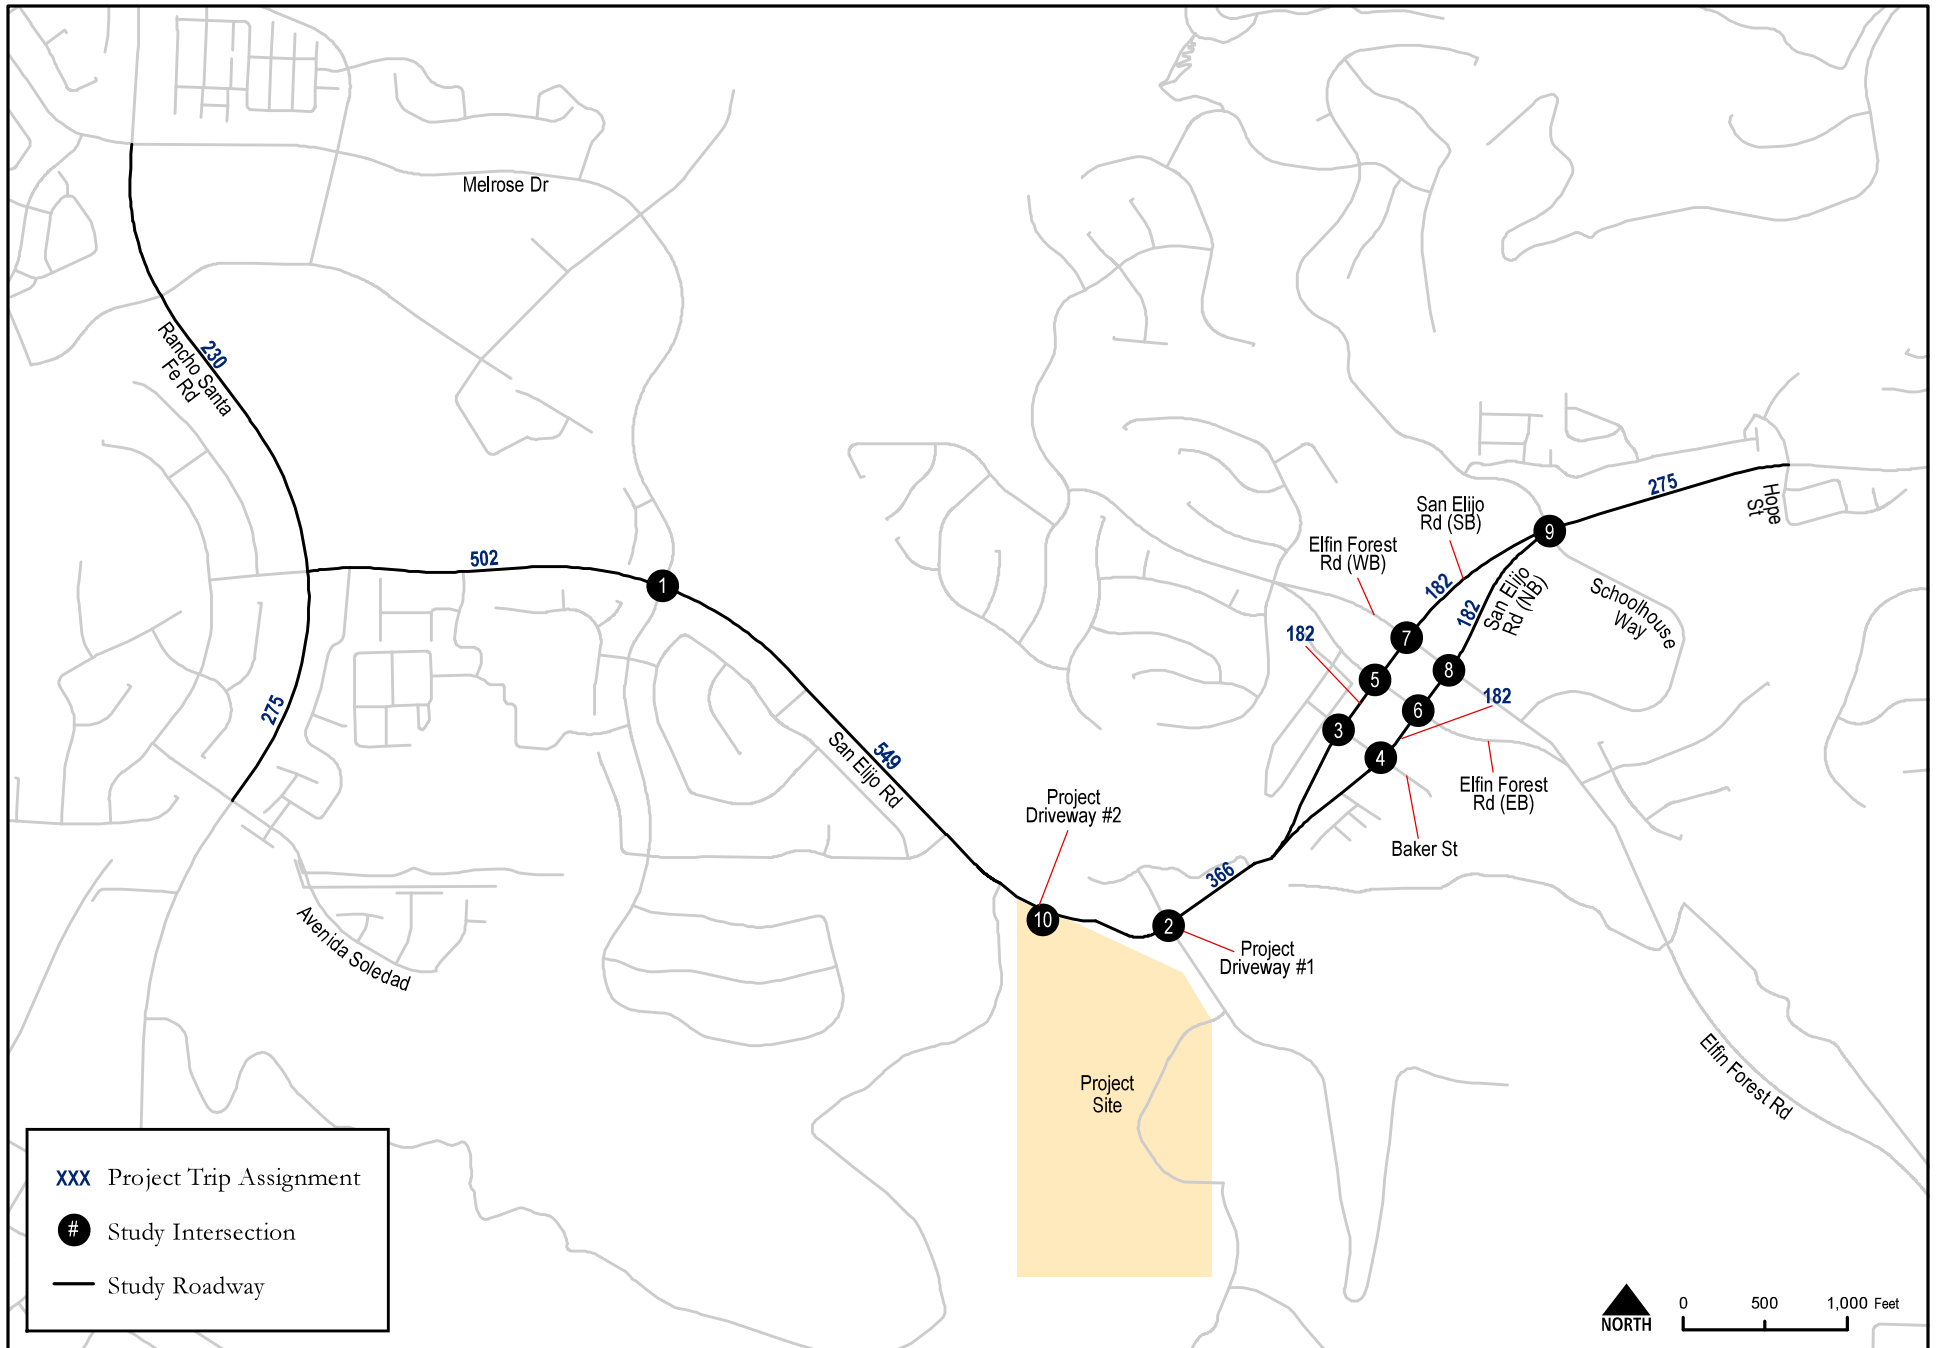 Melrose Dr
230
Rancho Santa
Fe Rd
275
Hope
St
San Elijo
Rd (SB)
9
Elfin Forest
Rd (WB)
502
1
182
182
San Elijo
Rd (NB)
Schoolhouse
Way
182
7
8
5
182
6
275
3
4
549
San Elijo Rd
Elfin Forest
Rd (EB)
Project
Driveway #2
Baker St
366
10
2
Project
Driveway #1
Avenida Soledad
Project
Site
Elfin Forest Rd
XXX Project Trip Assignment
# Study Intersection
Study Roadway
NORTH
0 500 1,000 Feet